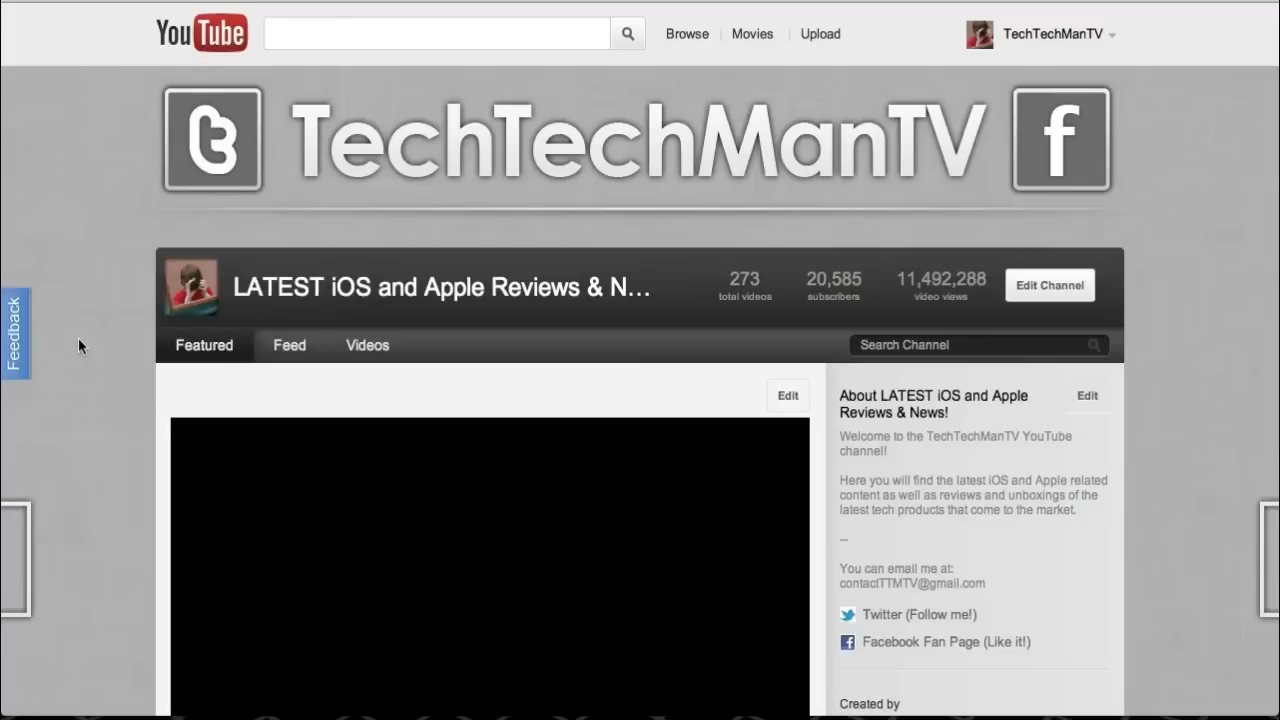 YouTube
Browse
Movies
Upload
TechTechManTV
t TechTechManTV f
LATEST iOS and Apple Reviews & N...
273
total videos
20,585
subscribers
11,492,288
video views
Edit Channel
Feedback
Featured
Feed
Videos
Search Channel
Edit
About LATEST iOS and Apple
Reviews & News!
Edit
Welcome to the TechTechManTV YouTube
channel!
Here you will find the latest iOS and Apple related
content as well as reviews and unboxings of the
latest tech products that come to the market.
--
You can email me at:
contactTTMTV@gmail.com
Twitter (Follow me!)
f Facebook Fan Page (Like it!)
Created by